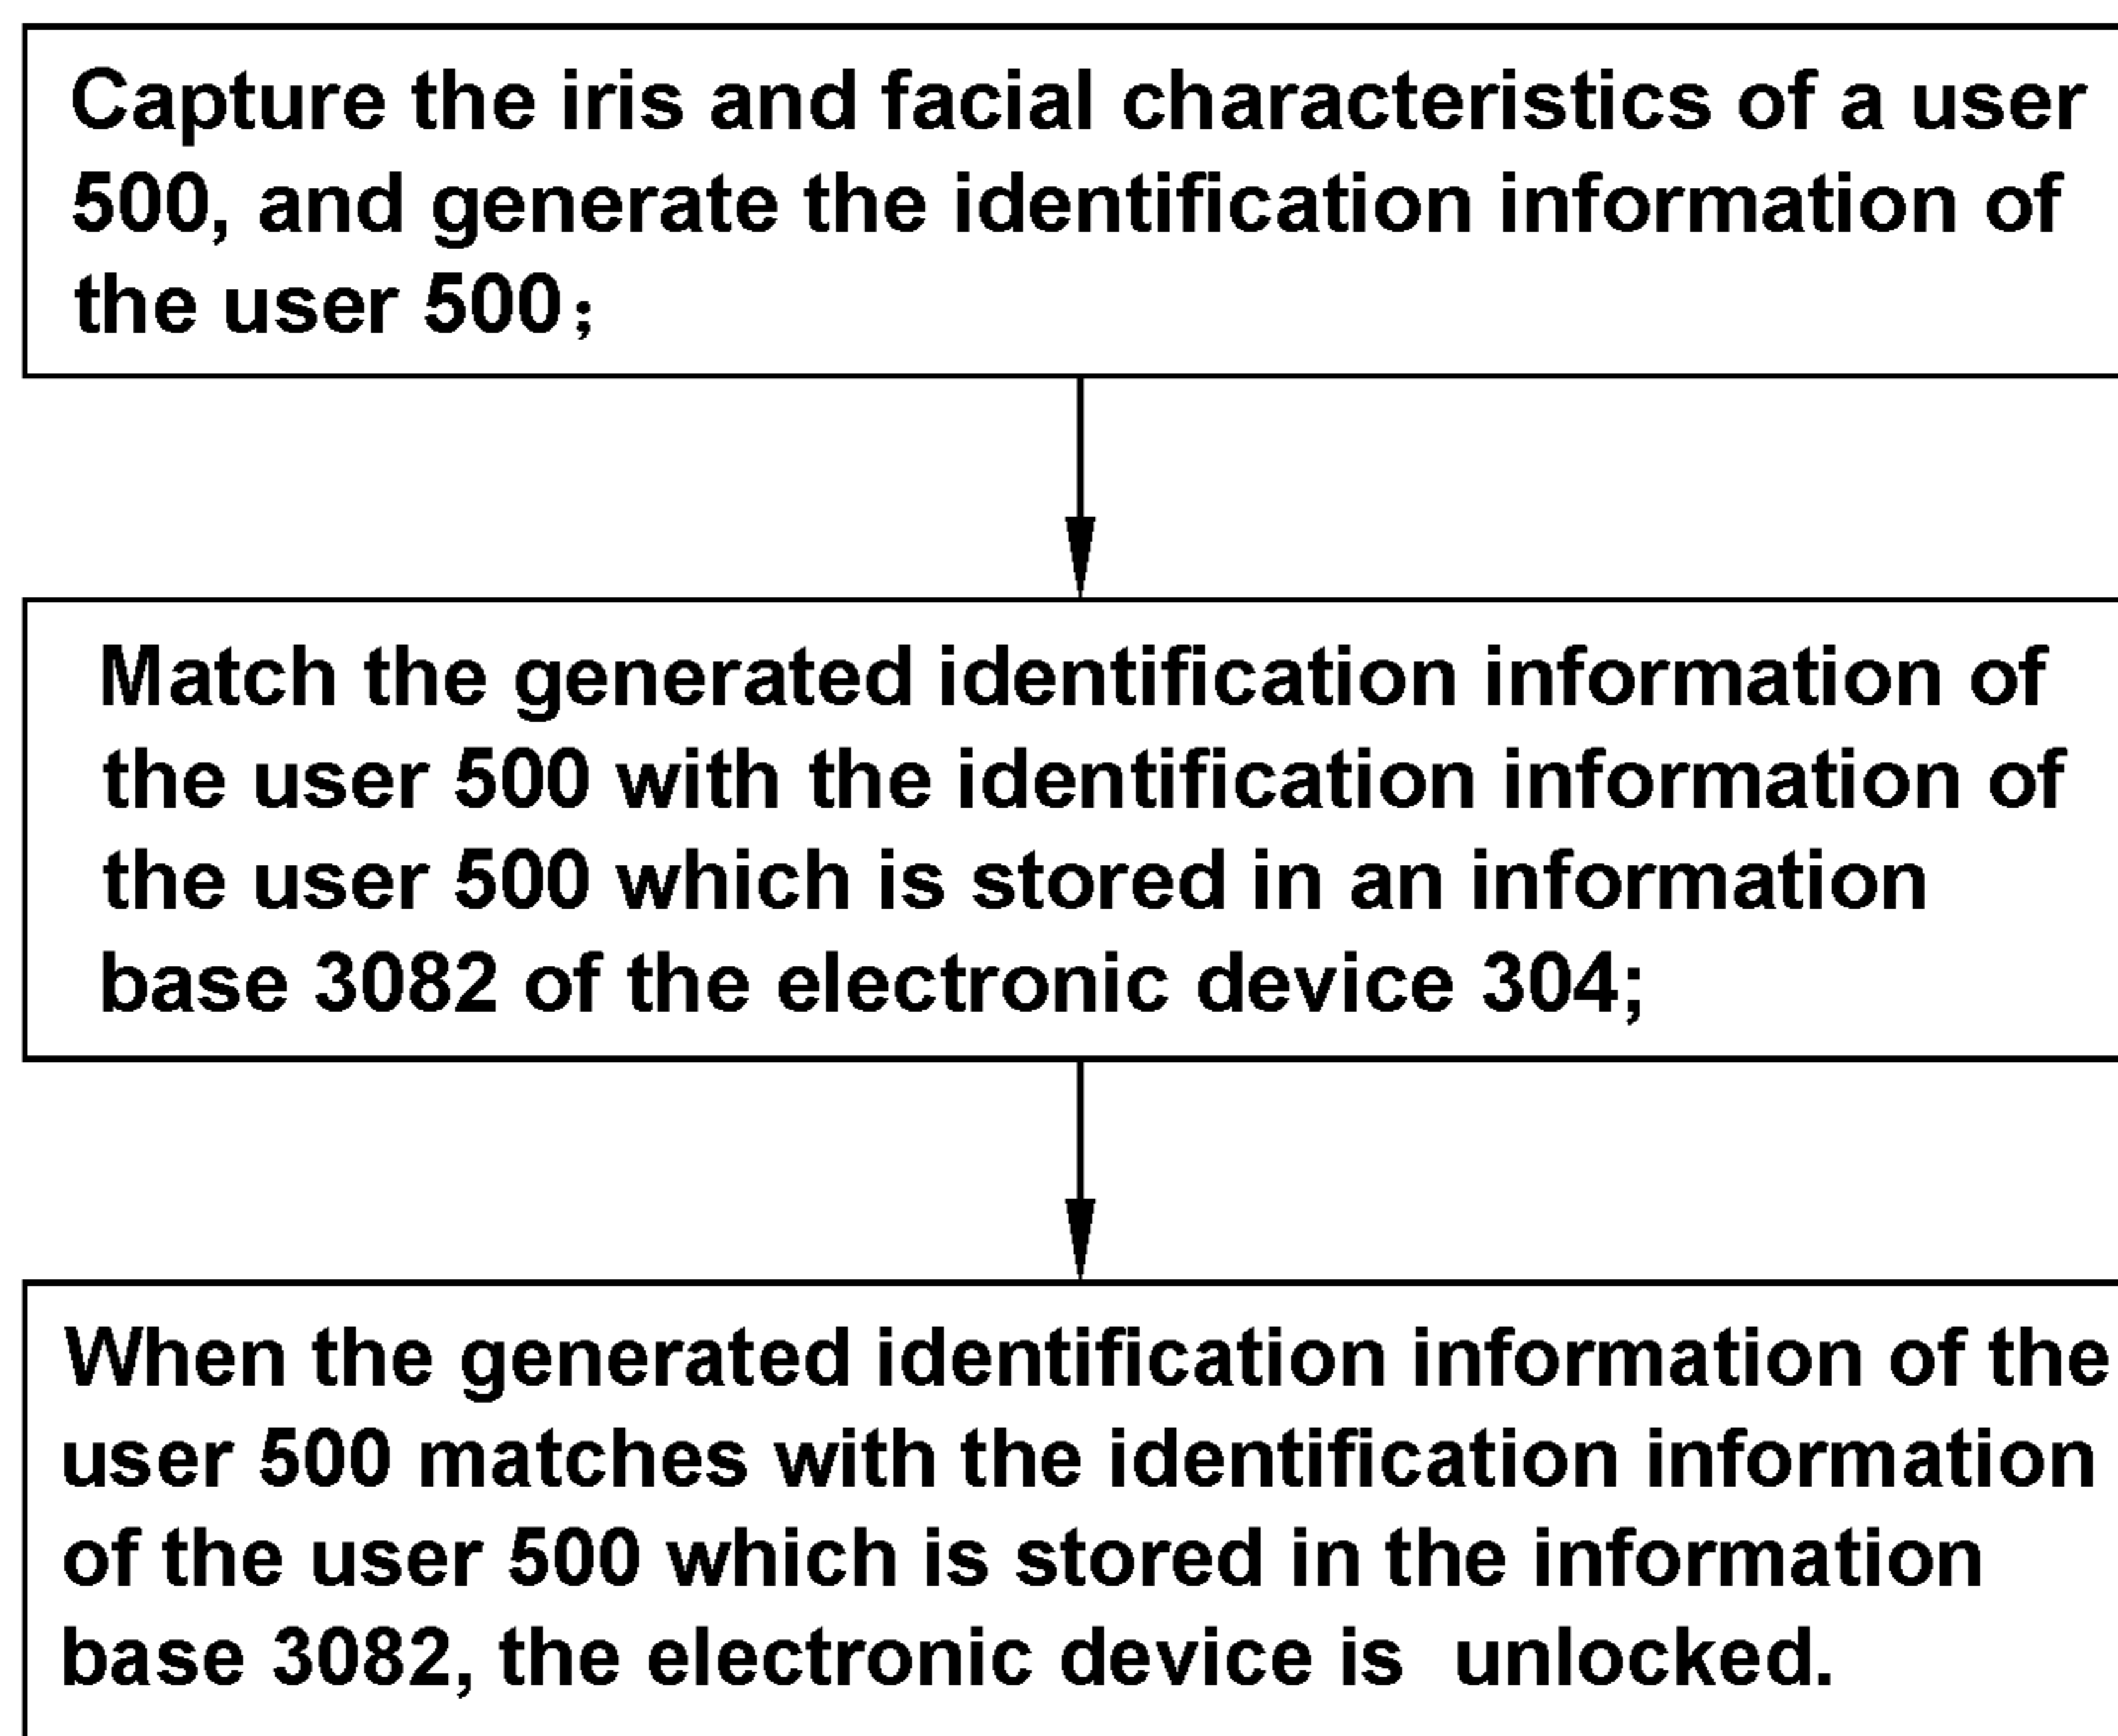 Capture the iris and facial characteristics of a user
500, and generate the identification information of
the user 500;
Match the generated identification information of
the user 500 with the identification information of
the user 500 which is stored in an information
base 3082 of the electronic device 304;
When the generated identification information of the
user 500 matches with the identification information
of the user 500 which is stored in the information
base 3082, the electronic device is  unlocked.